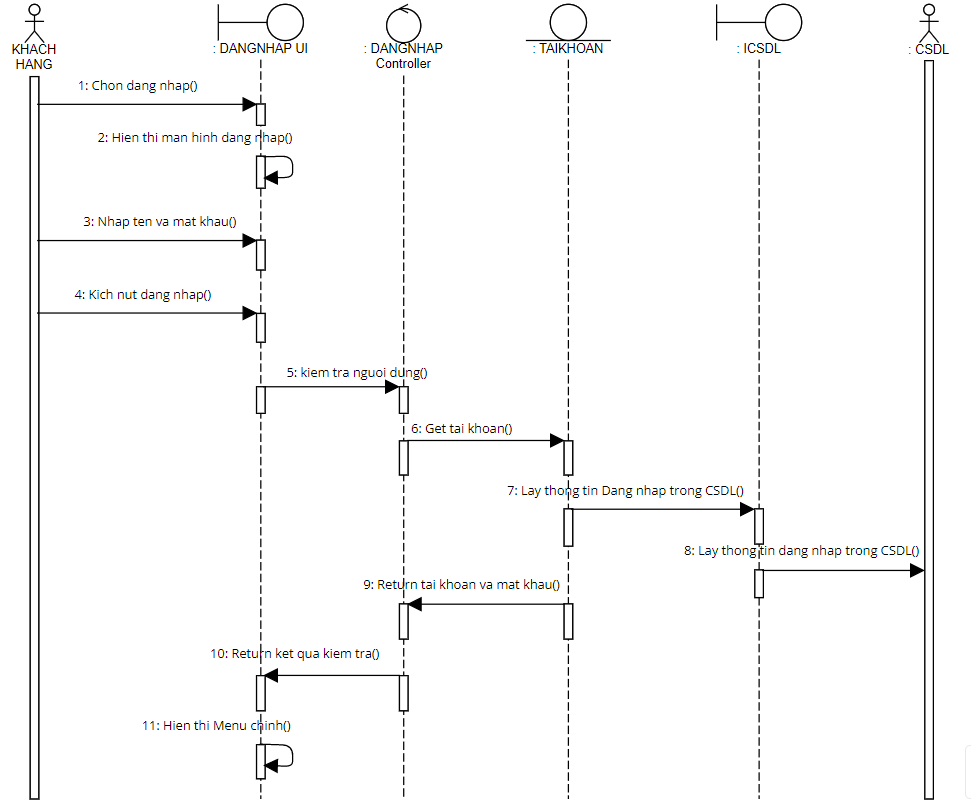 KHACH
HANG
: DANGNHAP UI
: DANGNHAP
Controller
: TAIKHOAN
: ICSDL
: CSDL
1: Chon dang nhap()
2: Hien thi man hinh dang nhap()
3: Nhap ten va mat khau()
4: Kich nut dang nhap()
5: kiem tra nguoi dung()
6: Get tai khoan()
7: Lay thong tin Dang nhap trong CSDL()
8: Lay thong tin dang nhap trong CSDL()
9: Return tai khoan va mat khau()
10: Return ket qua kiem tra()
11: Hien thi Menu chinh()